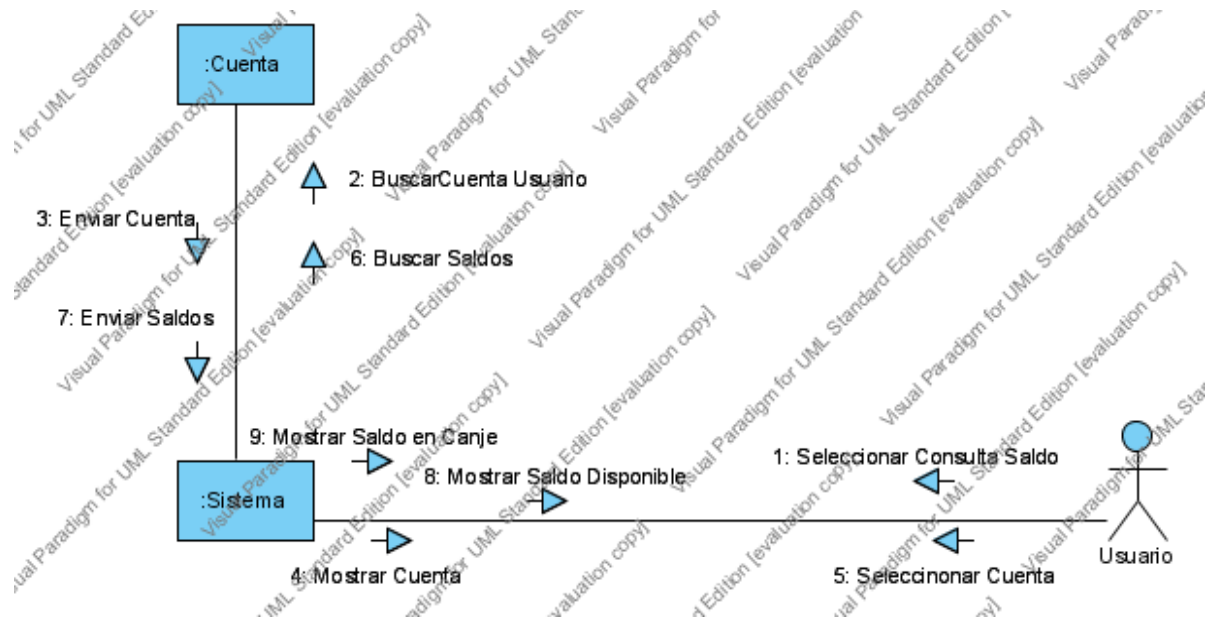 :Cuenta
2: BuscarCuenta Usuario
3: Enviar Cuenta
6: Buscar Saldos
7: Enviar Saldos
9: Mostrar Saldo en Canje
1: Seleccionar Consulta Saldo
8: Mostrar Saldo Disponible
:Sistema
Usuario
4: Mostrar Cuenta
5: Seleccinonar Cuenta
Visual Paradigm for UML Standard Edition [evaluation copy]